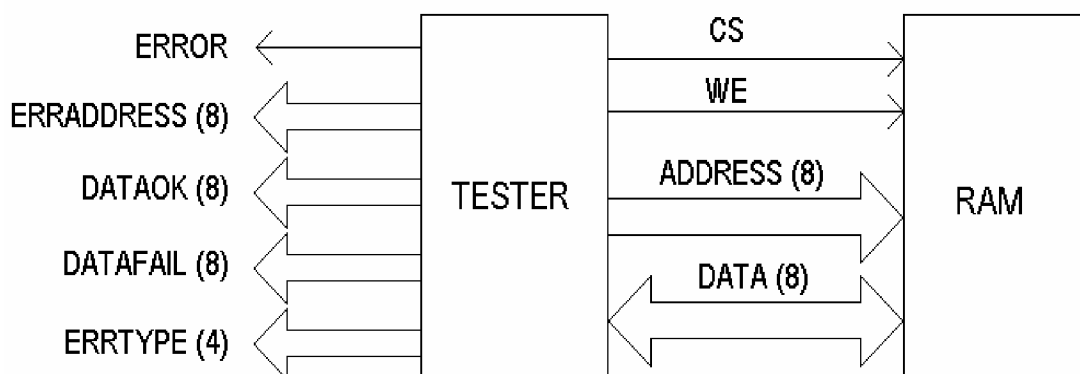 ERROR
ERRADDRESS (8)
DATAOK (8)
DATAFAIL (8)
ERRTYPE (4)
TESTER
CS
WE
ADDRESS (8)
DATA (8)
RAM